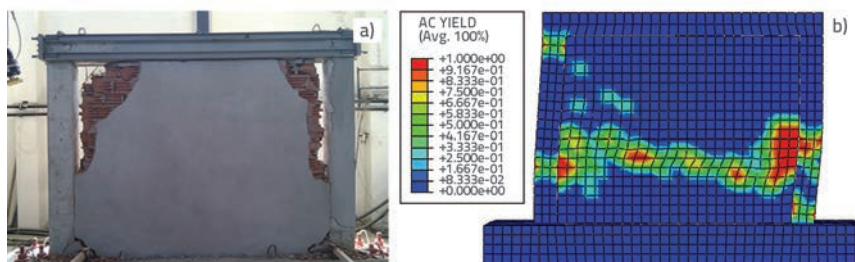 a)
AC YIELD
(Avg. 100%)
+1.000e+00
+9.167e-01
+8.333e-01
+7.500e-01
+6.667e-01
+5.833e-01
+5.000e-01
+4.167e-01
+3.333e-01
+2.500e-01
+1.667e-01
+8.333e-02
+0.000e+00
b)